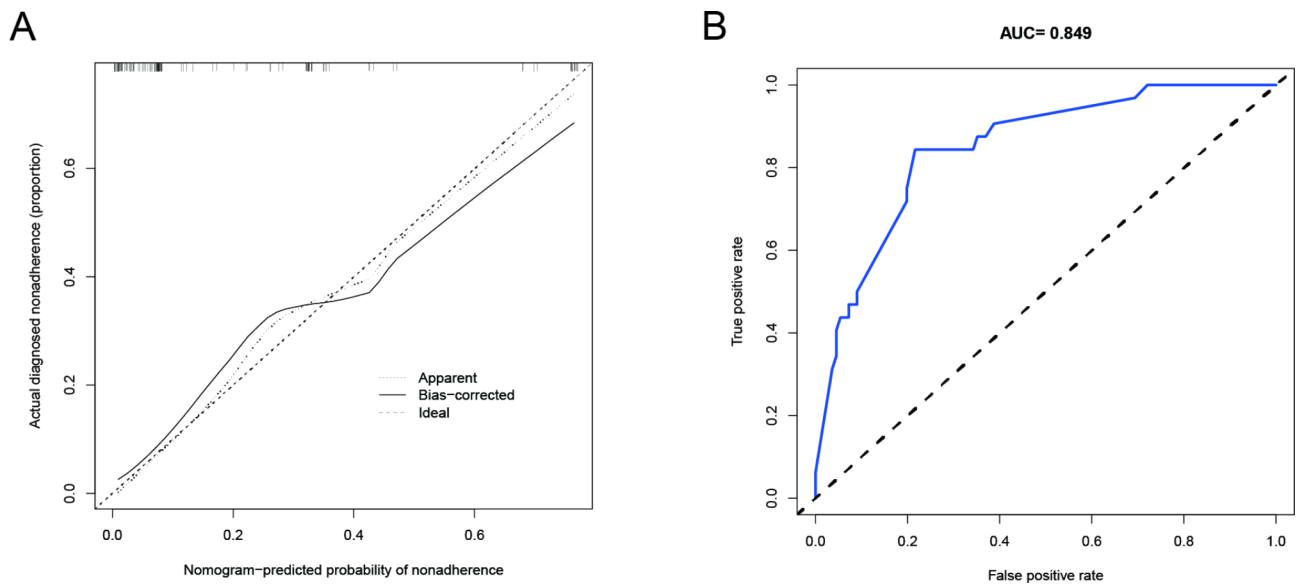 A
Actual diagnosed nonadherence (proportion)
0.6
0.4
0.2
0.0
Apparent
Bias-corrected
Ideal
0.0 0.2 0.4 0.6
Nomogram-predicted probability of nonadherence
B
AUC= 0.849
True positive rate
1.0
0.8
0.6
0.4
0.2
0.0
0.0 0.2 0.4 0.6 0.8 1.0
False positive rate